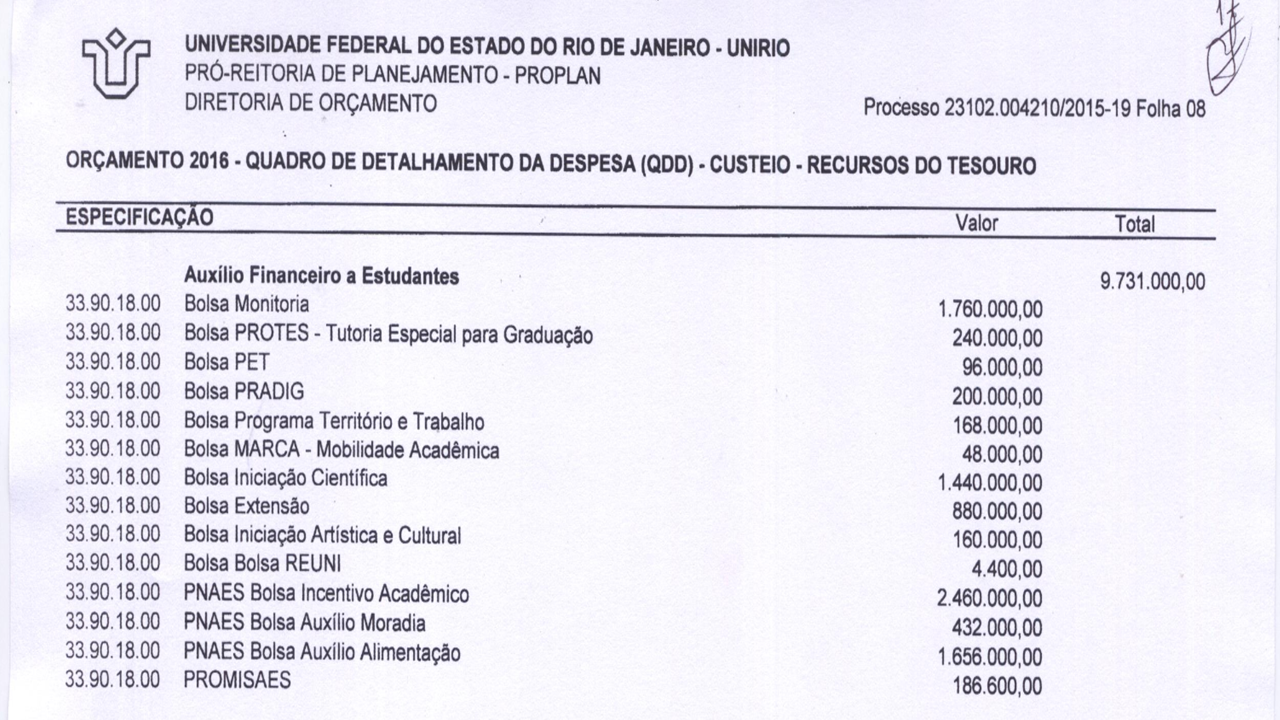 UNIVERSIDADE FEDERAL DO ESTADO DO RIO DE JANEIRO - UNIRIO
PRÓ-REITORIA DE PLANEJAMENTO - PROPLAN
DIRETORIA DE ORÇAMENTO
Processo 23102.004210/2015-19 Folha 08
ORÇAMENTO 2016 - QUADRO DE DETALHAMENTO DA DESPESA (QDD) - CUSTEIO - RECURSOS DO TESOURO
ESPECIFICAÇÃO Valor Total
Auxílio Financeiro a Estudantes 9.731.000,00
33.90.18.00 Bolsa Monitoria 1.760.000,00
33.90.18.00 Bolsa PROTES - Tutoria Especial para Graduação 240.000,00
33.90.18.00 Bolsa PET 96.000,00
33.90.18.00 Bolsa PRADIG 200.000,00
33.90.18.00 Bolsa Programa Território e Trabalho 168.000,00
33.90.18.00 Bolsa MARCA - Mobilidade Acadêmica 48.000,00
33.90.18.00 Bolsa Iniciação Científica 1.440.000,00
33.90.18.00 Bolsa Extensão 880.000,00
33.90.18.00 Bolsa Iniciação Artística e Cultural 160.000,00
33.90.18.00 Bolsa Bolsa REUNI 4.400,00
33.90.18.00 PNAES Bolsa Incentivo Acadêmico 2.460.000,00
33.90.18.00 PNAES Bolsa Auxílio Moradia 432.000,00
33.90.18.00 PNAES Bolsa Auxílio Alimentação 1.656.000,00
33.90.18.00 PROMISAES 186.600,00